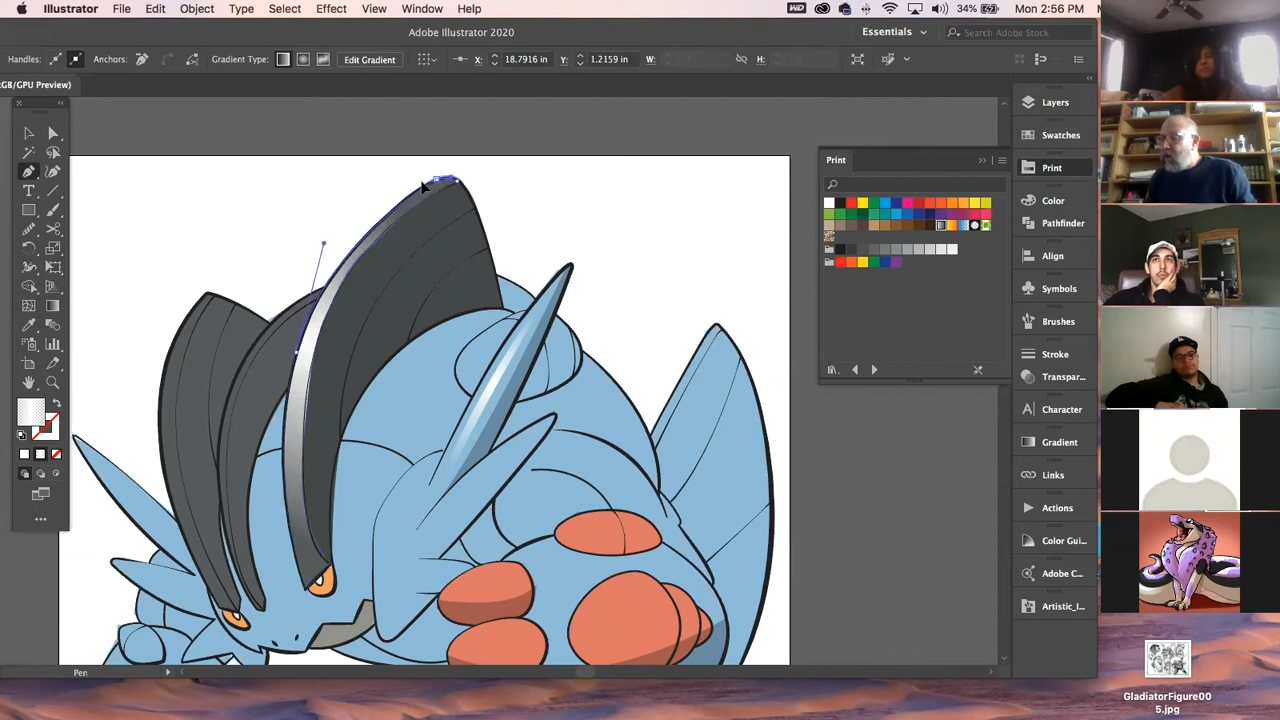 Illustrator File Edit Object Type Select Effect View Window Help
34% Mon 2:56 PM
Adobe Illustrator 2020
Essentials
Search Adobe Stock
Handles: Anchors: Gradient Type: Edit Gradient X: 18.7916 in Y: 1.2159 in W: H:
RGB/GPU Preview)
Print
Layers
Swatches
Print
Color
Pathfinder
Align
Symbols
Brushes
Stroke
Transpar...
Character
Gradient
Links
Actions
Color Gui...
Adobe C...
Artistic_I...
Pen
GladiatorFigure00
5.jpg